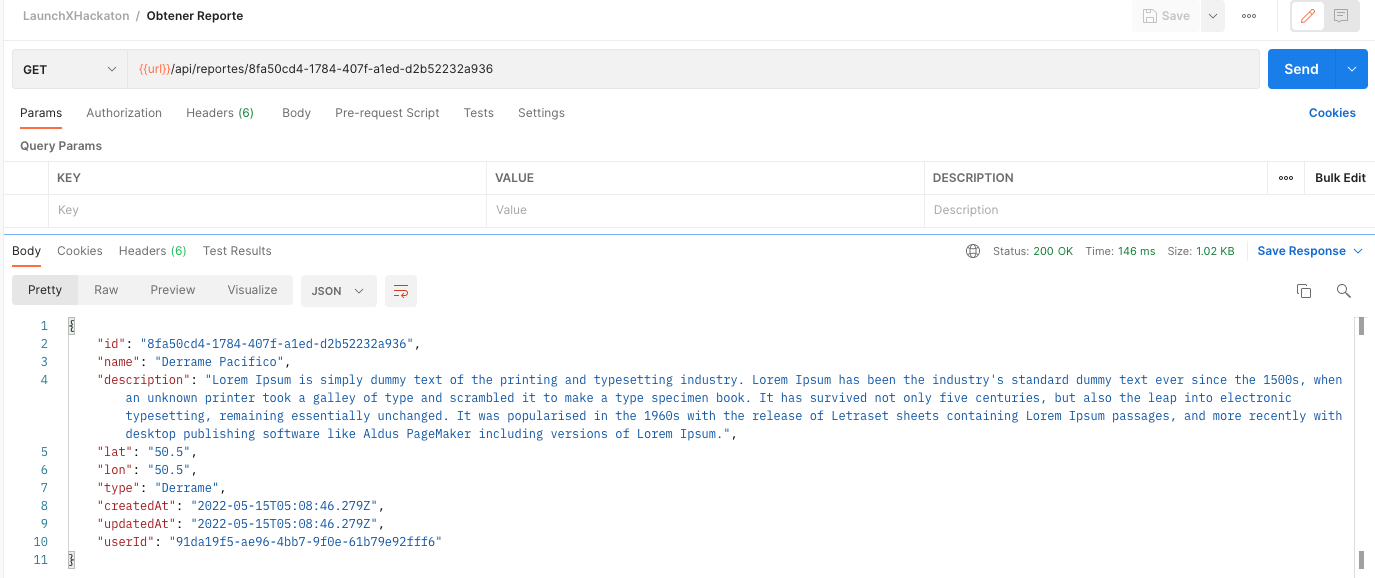 LaunchXHackaton / Obtener Reporte
Save
GET {{url}}/api/reportes/8fa50cd4-1784-407f-a1ed-d2b52232a936 Send
Params Authorization Headers (6) Body Pre-request Script Tests Settings Cookies
Query Params
KEY VALUE DESCRIPTION ooo Bulk Edit
Key Value Description
Body Cookies Headers (6) Test Results Status: 200 OK Time: 146 ms Size: 1.02 KB Save Response
Pretty Raw Preview Visualize JSON
1 {
2 "id": "8fa50cd4-1784-407f-a1ed-d2b52232a936",
3 "name": "Derrame Pacifico",
4 "description": "Lorem Ipsum is simply dummy text of the printing and typesetting industry. Lorem Ipsum has been the industry's standard dummy text ever since the 1500s, when
an unknown printer took a galley of type and scrambled it to make a type specimen book. It has survived not only five centuries, but also the leap into electronic
typesetting, remaining essentially unchanged. It was popularised in the 1960s with the release of Letraset sheets containing Lorem Ipsum passages, and more recently with
desktop publishing software like Aldus PageMaker including versions of Lorem Ipsum.",
5 "lat": "50.5",
6 "lon": "50.5",
7 "type": "Derrame",
8 "createdAt": "2022-05-15T05:08:46.279Z",
9 "updatedAt": "2022-05-15T05:08:46.279Z",
10 "userId": "91da19f5-ae96-4bb7-9f0e-61b79e92fff6"
11 }